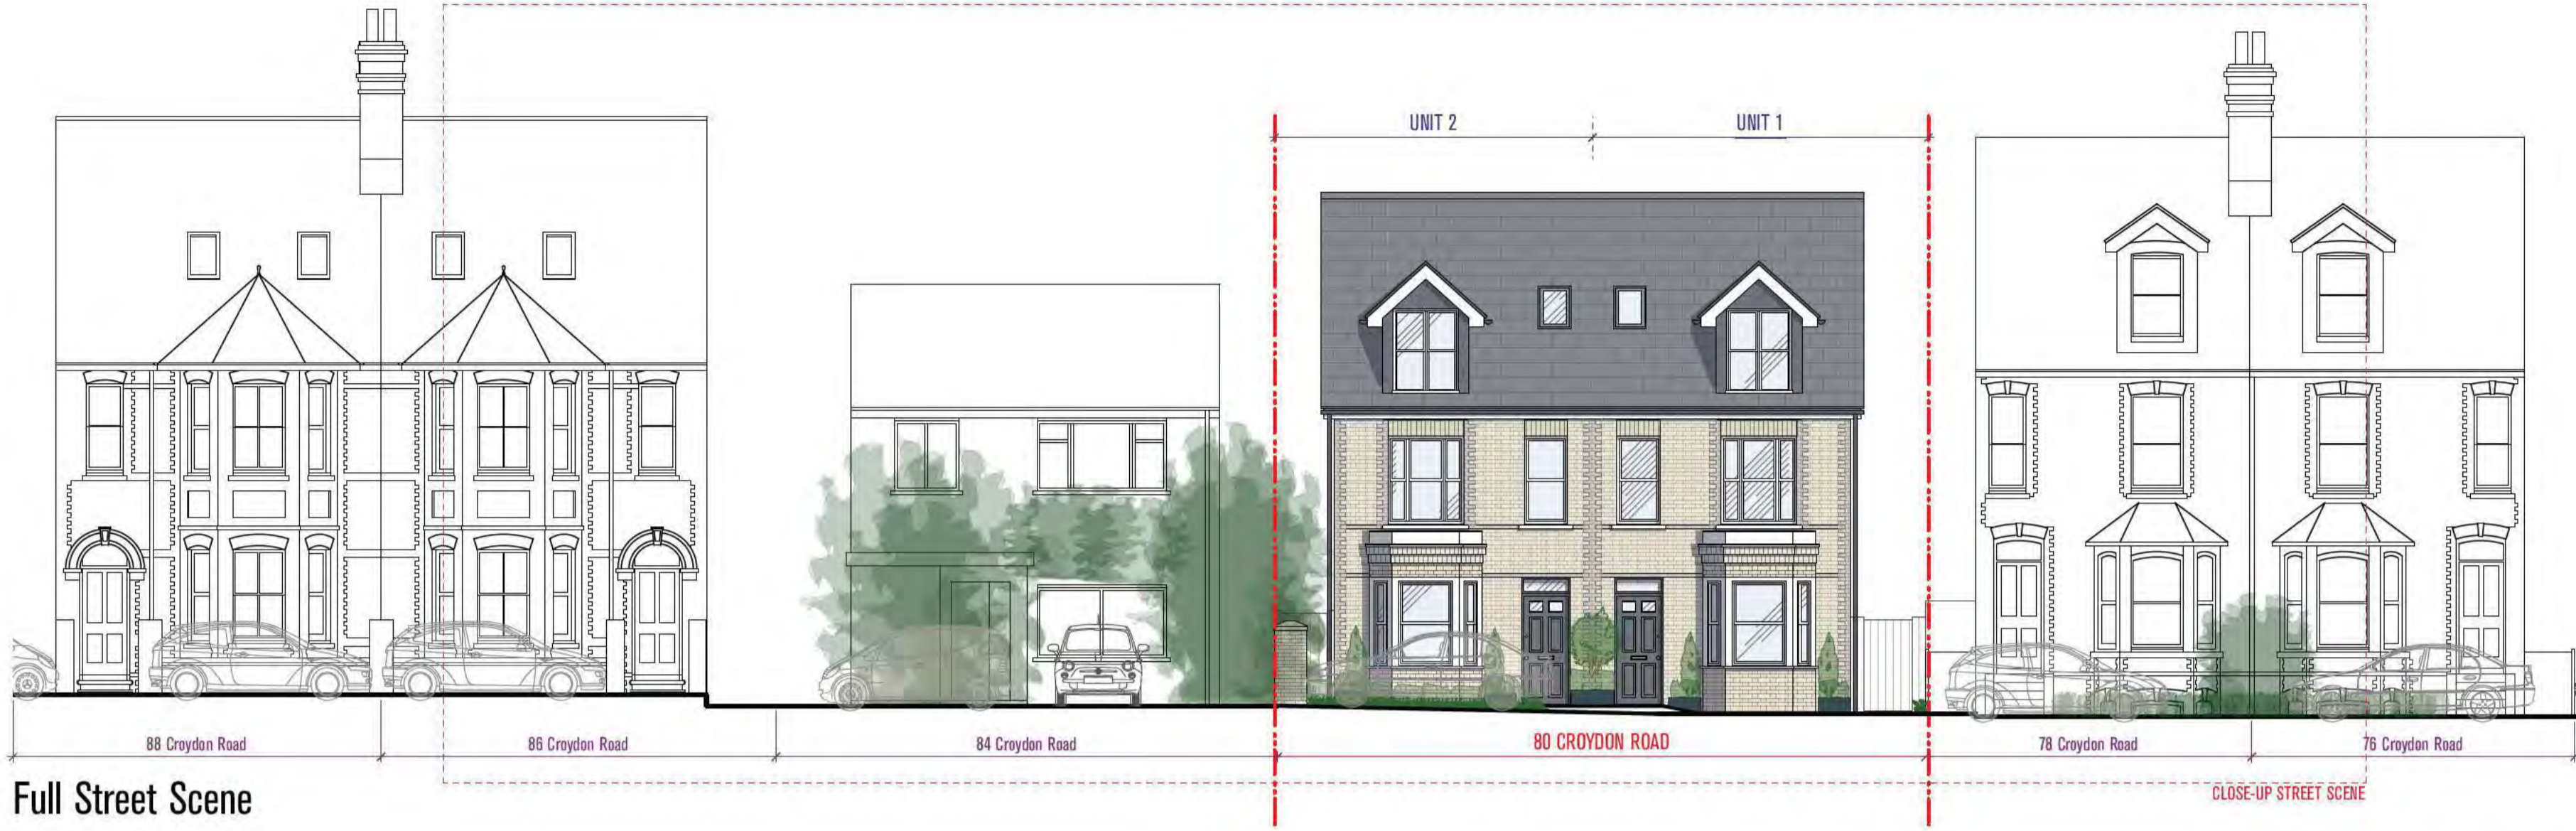 UNIT 2
UNIT 1
88 Croydon Road
86 Croydon Road
84 Croydon Road
80 CROYDON ROAD
78 Croydon Road
76 Croydon Road
Full Street Scene
CLOSE-UP STREET SCENE